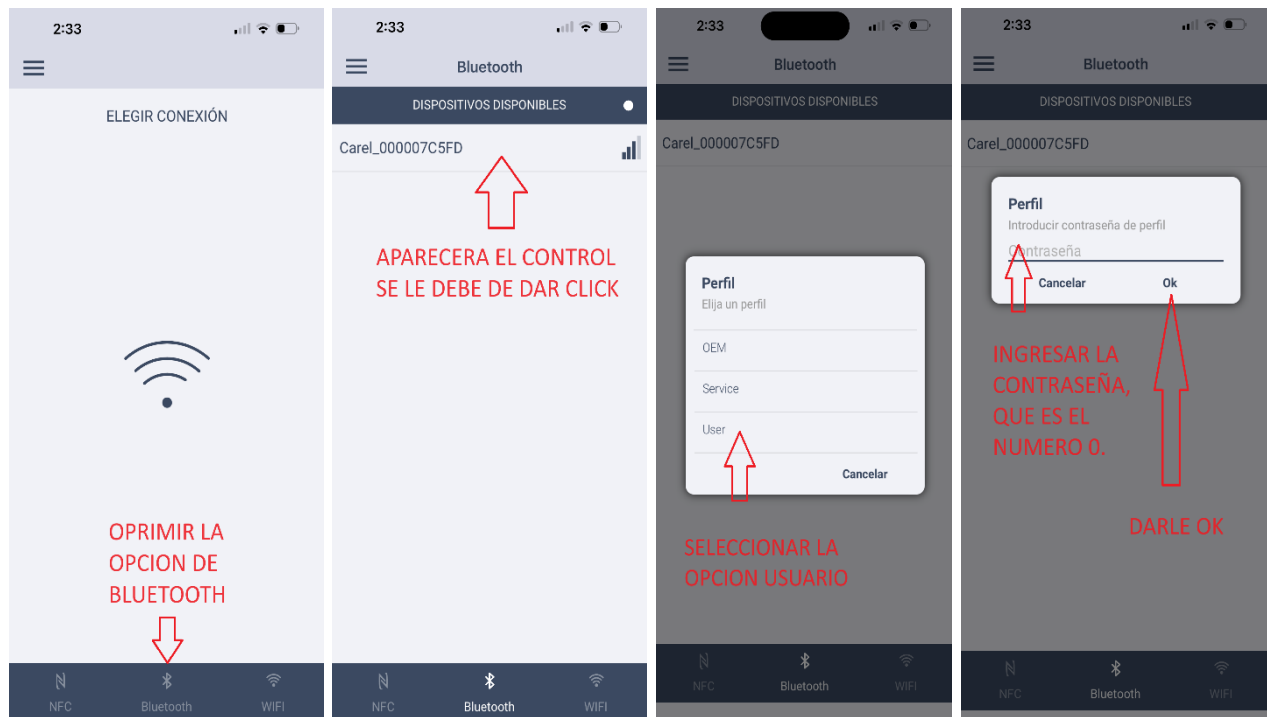 2:33
ELEGIR CONEXIÓN
OPRIMIR LA
OPCION DE
BLUETOOTH
NFC
Bluetooth
WIFI
2:33
Bluetooth
DISPOSITIVOS DISPONIBLES
Carel_000007C5FD
APARECERA EL CONTROL
SE LE DEBE DE DAR CLICK
NFC
Bluetooth
WIFI
2:33
Bluetooth
DISPOSITIVOS DISPONIBLES
Carel_000007C5FD
Perfil
Elija un perfil
OEM
Service
User
Cancelar
SELECCIONAR LA
OPCION USUARIO
NFC
Bluetooth
WIFI
2:33
Bluetooth
DISPOSITIVOS DISPONIBLES
Carel_000007C5FD
Perfil
Introducir contraseña de perfil
Contraseña
Cancelar
Ok
INGRESAR LA
CONTRASEÑA,
QUE ES EL
NUMERO 0.
DARLE OK
NFC
Bluetooth
WIFI